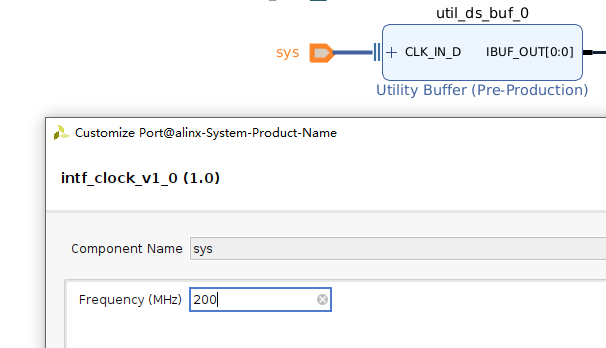 util_ds_buf_0
sys
CLK_IN_D IBUF_OUT[0:0]
Utility Buffer (Pre-Production)
Customize Port@alinx-System-Product-Name
intf_clock_v1_0 (1.0)
Component Name sys
Frequency (MHz) 200